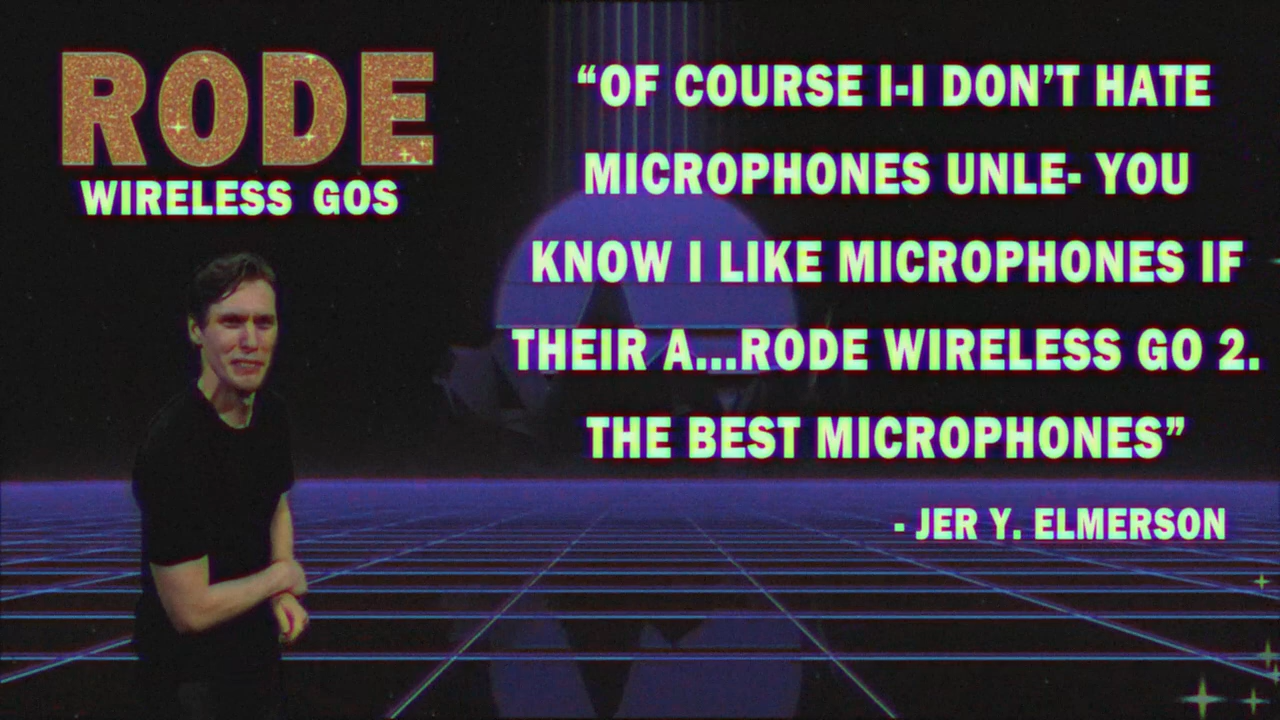 RODE
WIRELESS GOS
“OF COURSE I-I DON’T HATE
MICROPHONES UNLE- YOU
KNOW I LIKE MICROPHONES IF
THEIR A...RODE WIRELESS GO 2.
THE BEST MICROPHONES”
- JER Y. ELMERSON